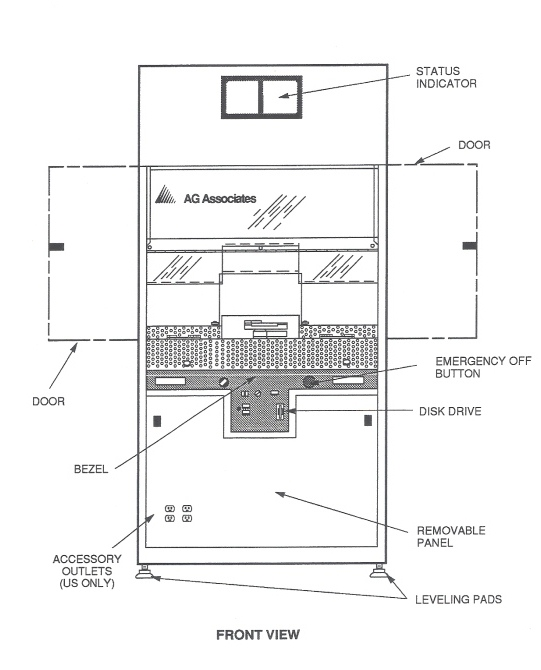 STATUS
INDICATOR
DOOR
AG Associates
EMERGENCY OFF
BUTTON
DOOR
DISK DRIVE
BEZEL
REMOVABLE
PANEL
ACCESSORY
OUTLETS
(US ONLY)
LEVELING PADS
FRONT VIEW